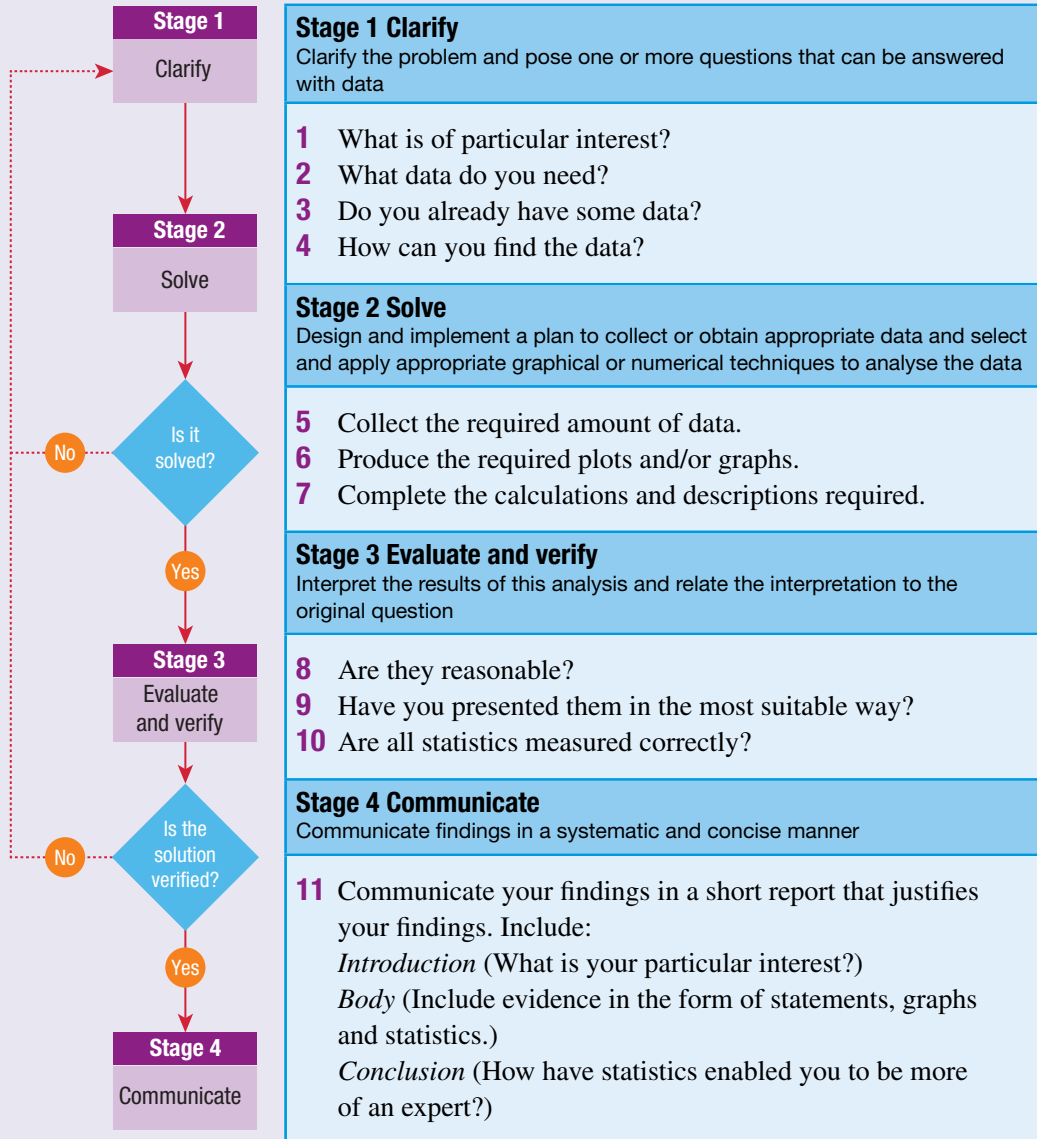 Stage 1
Clarify
Stage 2
Solve
Is it
solved?
No
Yes
Stage 3
Evaluate
and verify
Is the
solution
verified?
No
Yes
Stage 4
Communicate
Stage 1 Clarify
Clarify the problem and pose one or more questions that can be answered
with data
1 What is of particular interest?
2 What data do you need?
3 Do you already have some data?
4 How can you find the data?
Stage 2 Solve
Design and implement a plan to collect or obtain appropriate data and select
and apply appropriate graphical or numerical techniques to analyse the data
5 Collect the required amount of data.
6 Produce the required plots and/or graphs.
7 Complete the calculations and descriptions required.
Stage 3 Evaluate and verify
Interpret the results of this analysis and relate the interpretation to the
original question
8 Are they reasonable?
9 Have you presented them in the most suitable way?
10 Are all statistics measured correctly?
Stage 4 Communicate
Communicate findings in a systematic and concise manner
11 Communicate your findings in a short report that justifies
your findings. Include:
Introduction (What is your particular interest?)
Body (Include evidence in the form of statements, graphs
and statistics.)
Conclusion (How have statistics enabled you to be more
of an expert?)